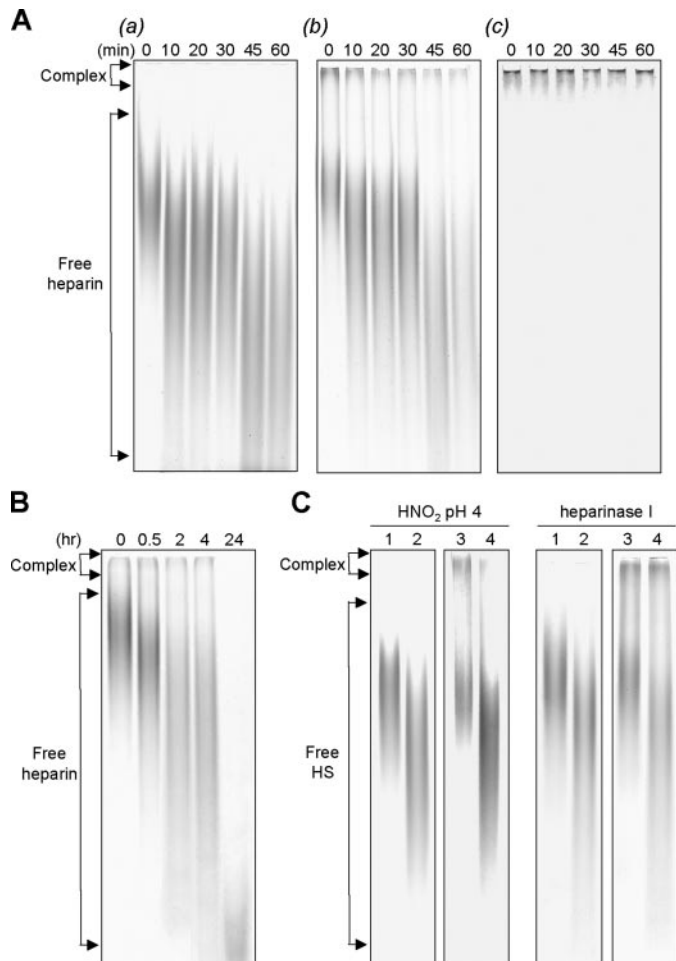 A
(a) (b) (c)
(min) 0 10 20 30 45 60 0 10 20 30 45 60 0 10 20 30 45 60
Complex
Free
heparin
B
(hr) 0 0.5 2 4 24
Complex
Free
heparin
C
HNO2 pH 4 heparinase I
1 2 3 4 1 2 3 4
Complex
Free
HS